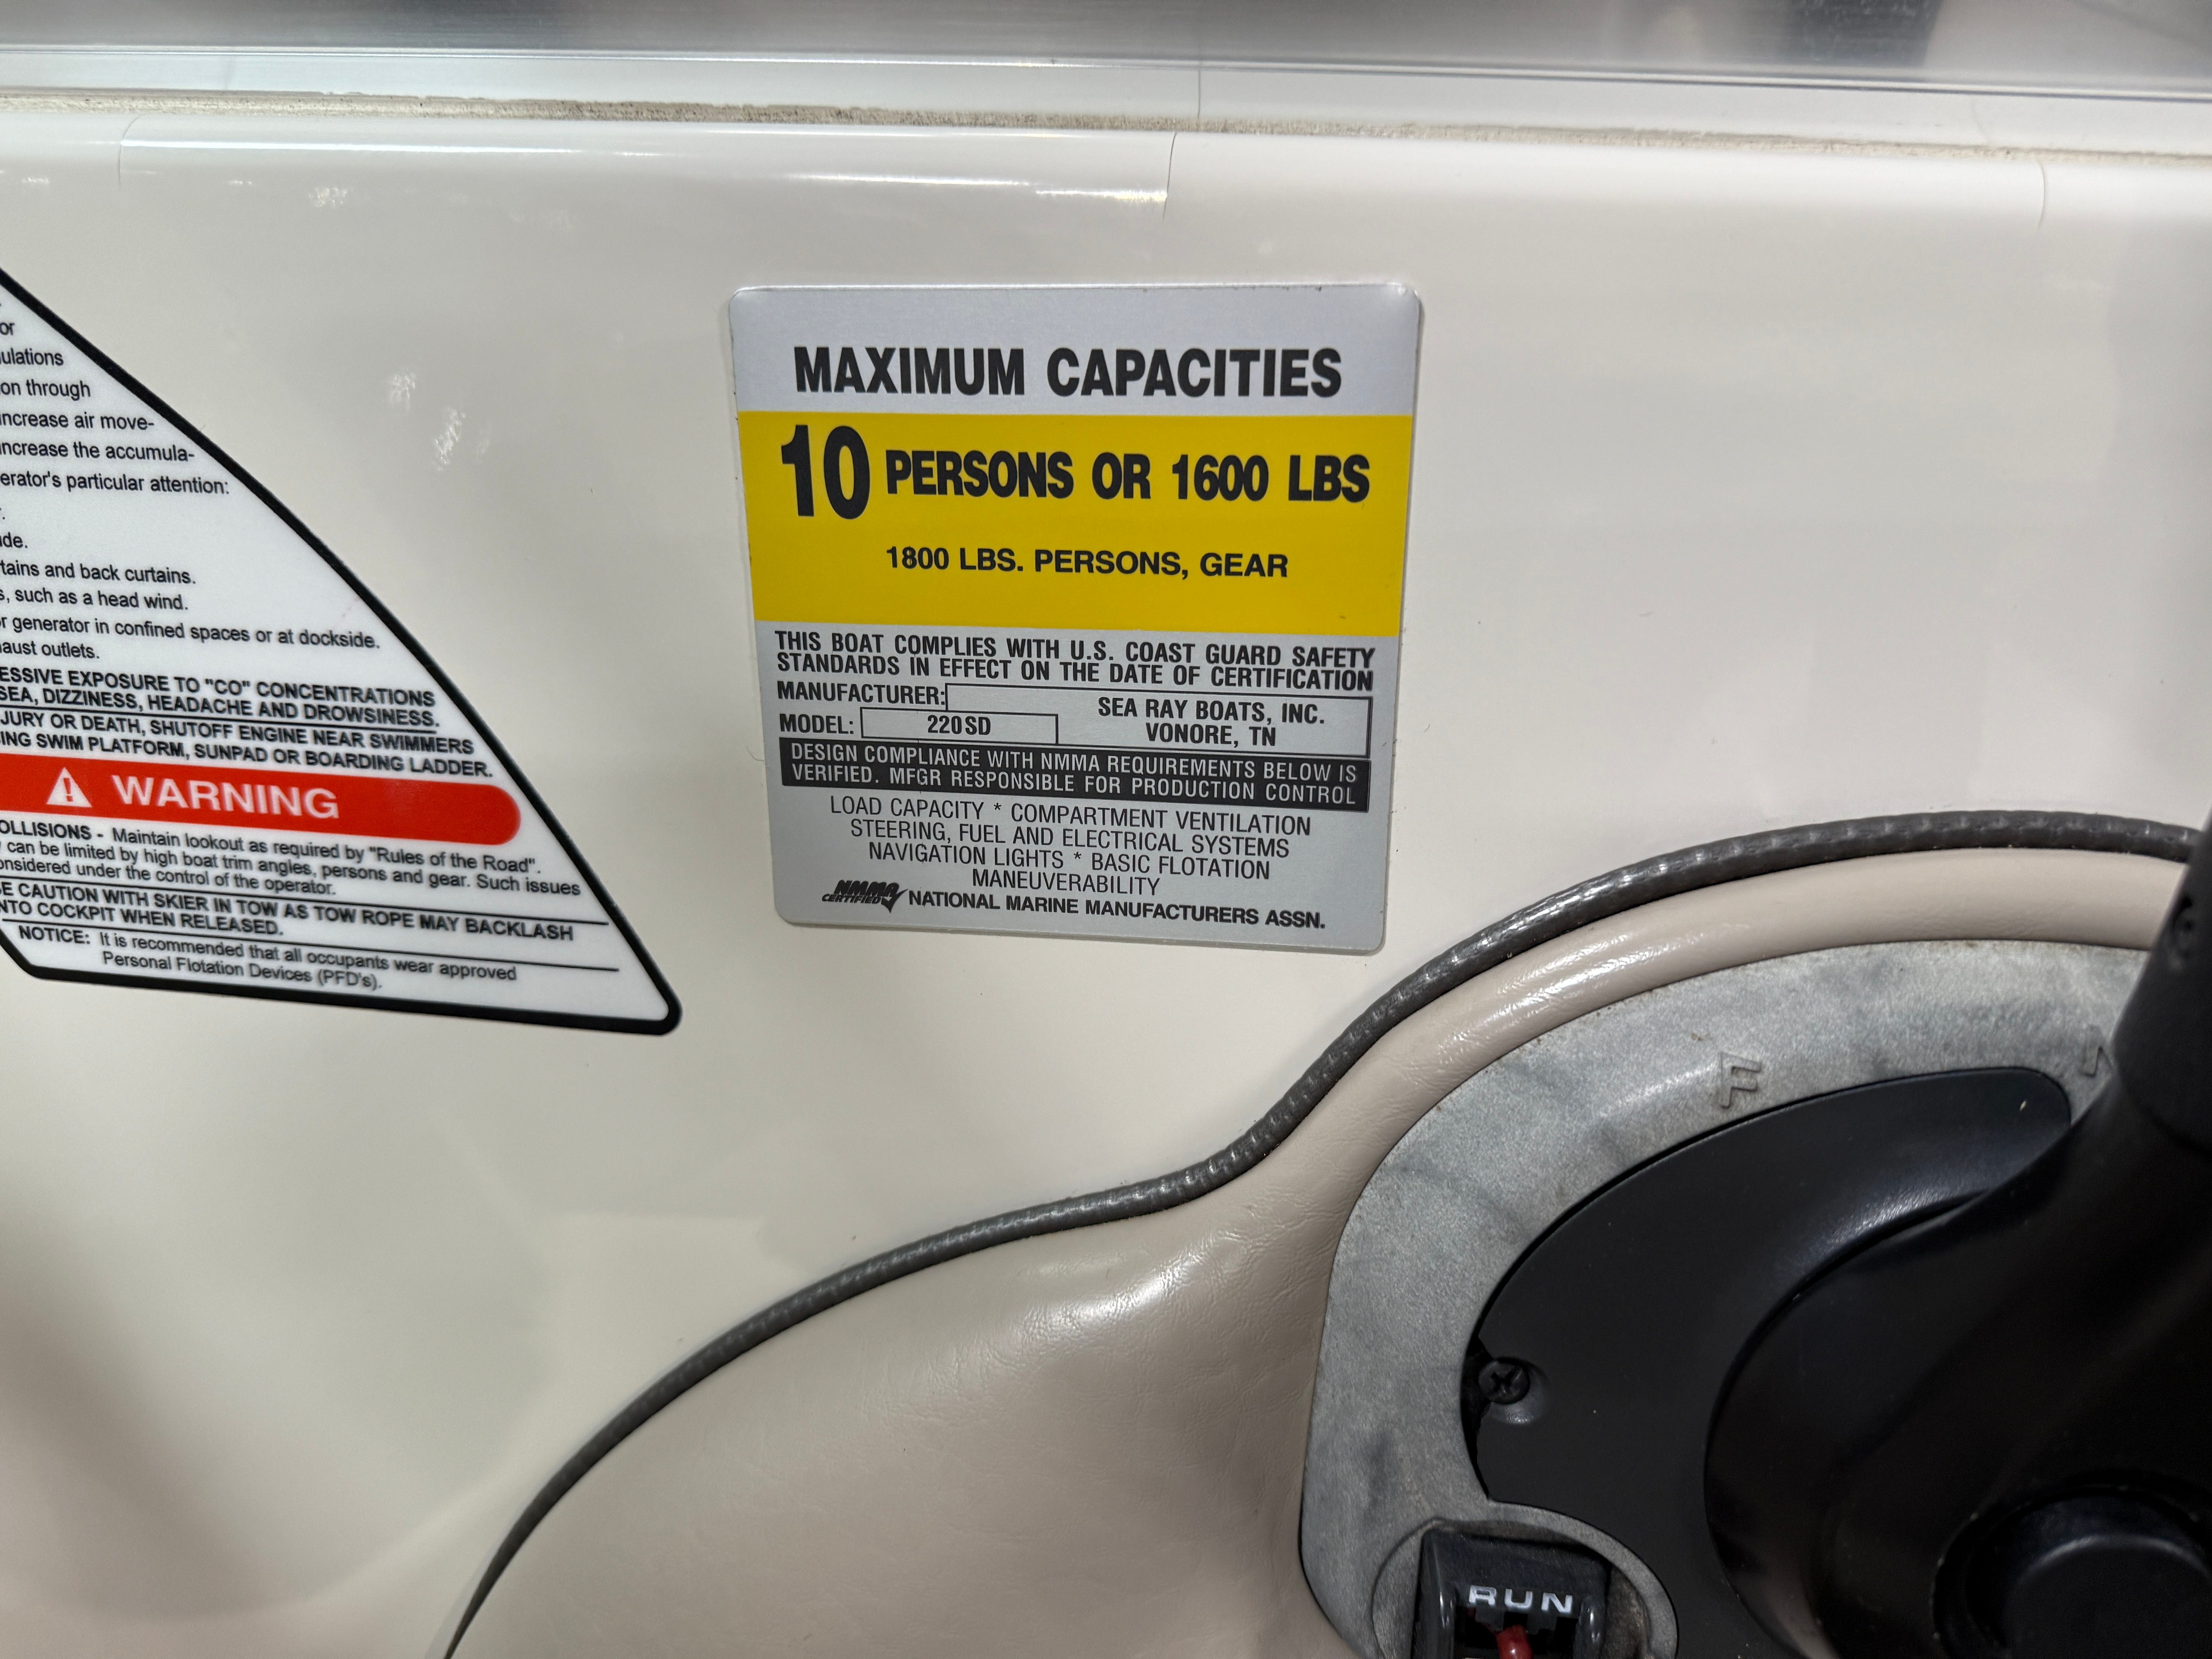 or
ulations
on through
increase air move-
increase the accumula-
erator's particular attention:
de.
tains and back curtains.
s, such as a head wind.
or generator in confined spaces or at dockside.
aust outlets.
ESSIVE EXPOSURE TO "CO" CONCENTRATIONS
SEA, DIZZINESS, HEADACHE AND DROWSINESS.
JURY OR DEATH, SHUTOFF ENGINE NEAR SWIMMERS
ING SWIM PLATFORM, SUNPAD OR BOARDING LADDER.
WARNING
OLLISIONS - Maintain lookout as required by "Rules of the Road".
can be limited by high boat trim angles, persons and gear. Such issues
onsidered under the control of the operator.
E CAUTION WITH SKIER IN TOW AS TOW ROPE MAY BACKLASH
NTO COCKPIT WHEN RELEASED.
NOTICE: It is recommended that all occupants wear approved
Personal Flotation Devices (PFD's).
MAXIMUM CAPACITIES
10 PERSONS OR 1600 LBS
1800 LBS. PERSONS, GEAR
THIS BOAT COMPLIES WITH U.S. COAST GUARD SAFETY
STANDARDS IN EFFECT ON THE DATE OF CERTIFICATION
MANUFACTURER: SEA RAY BOATS, INC.
MODEL: 220SD VONORE, TN
DESIGN COMPLIANCE WITH NMMA REQUIREMENTS BELOW IS
VERIFIED. MFGR RESPONSIBLE FOR PRODUCTION CONTROL
LOAD CAPACITY * COMPARTMENT VENTILATION
STEERING, FUEL AND ELECTRICAL SYSTEMS
NAVIGATION LIGHTS * BASIC FLOTATION
MANEUVERABILITY
NMMA CERTIFIED NATIONAL MARINE MANUFACTURERS ASSN.
F
RUN